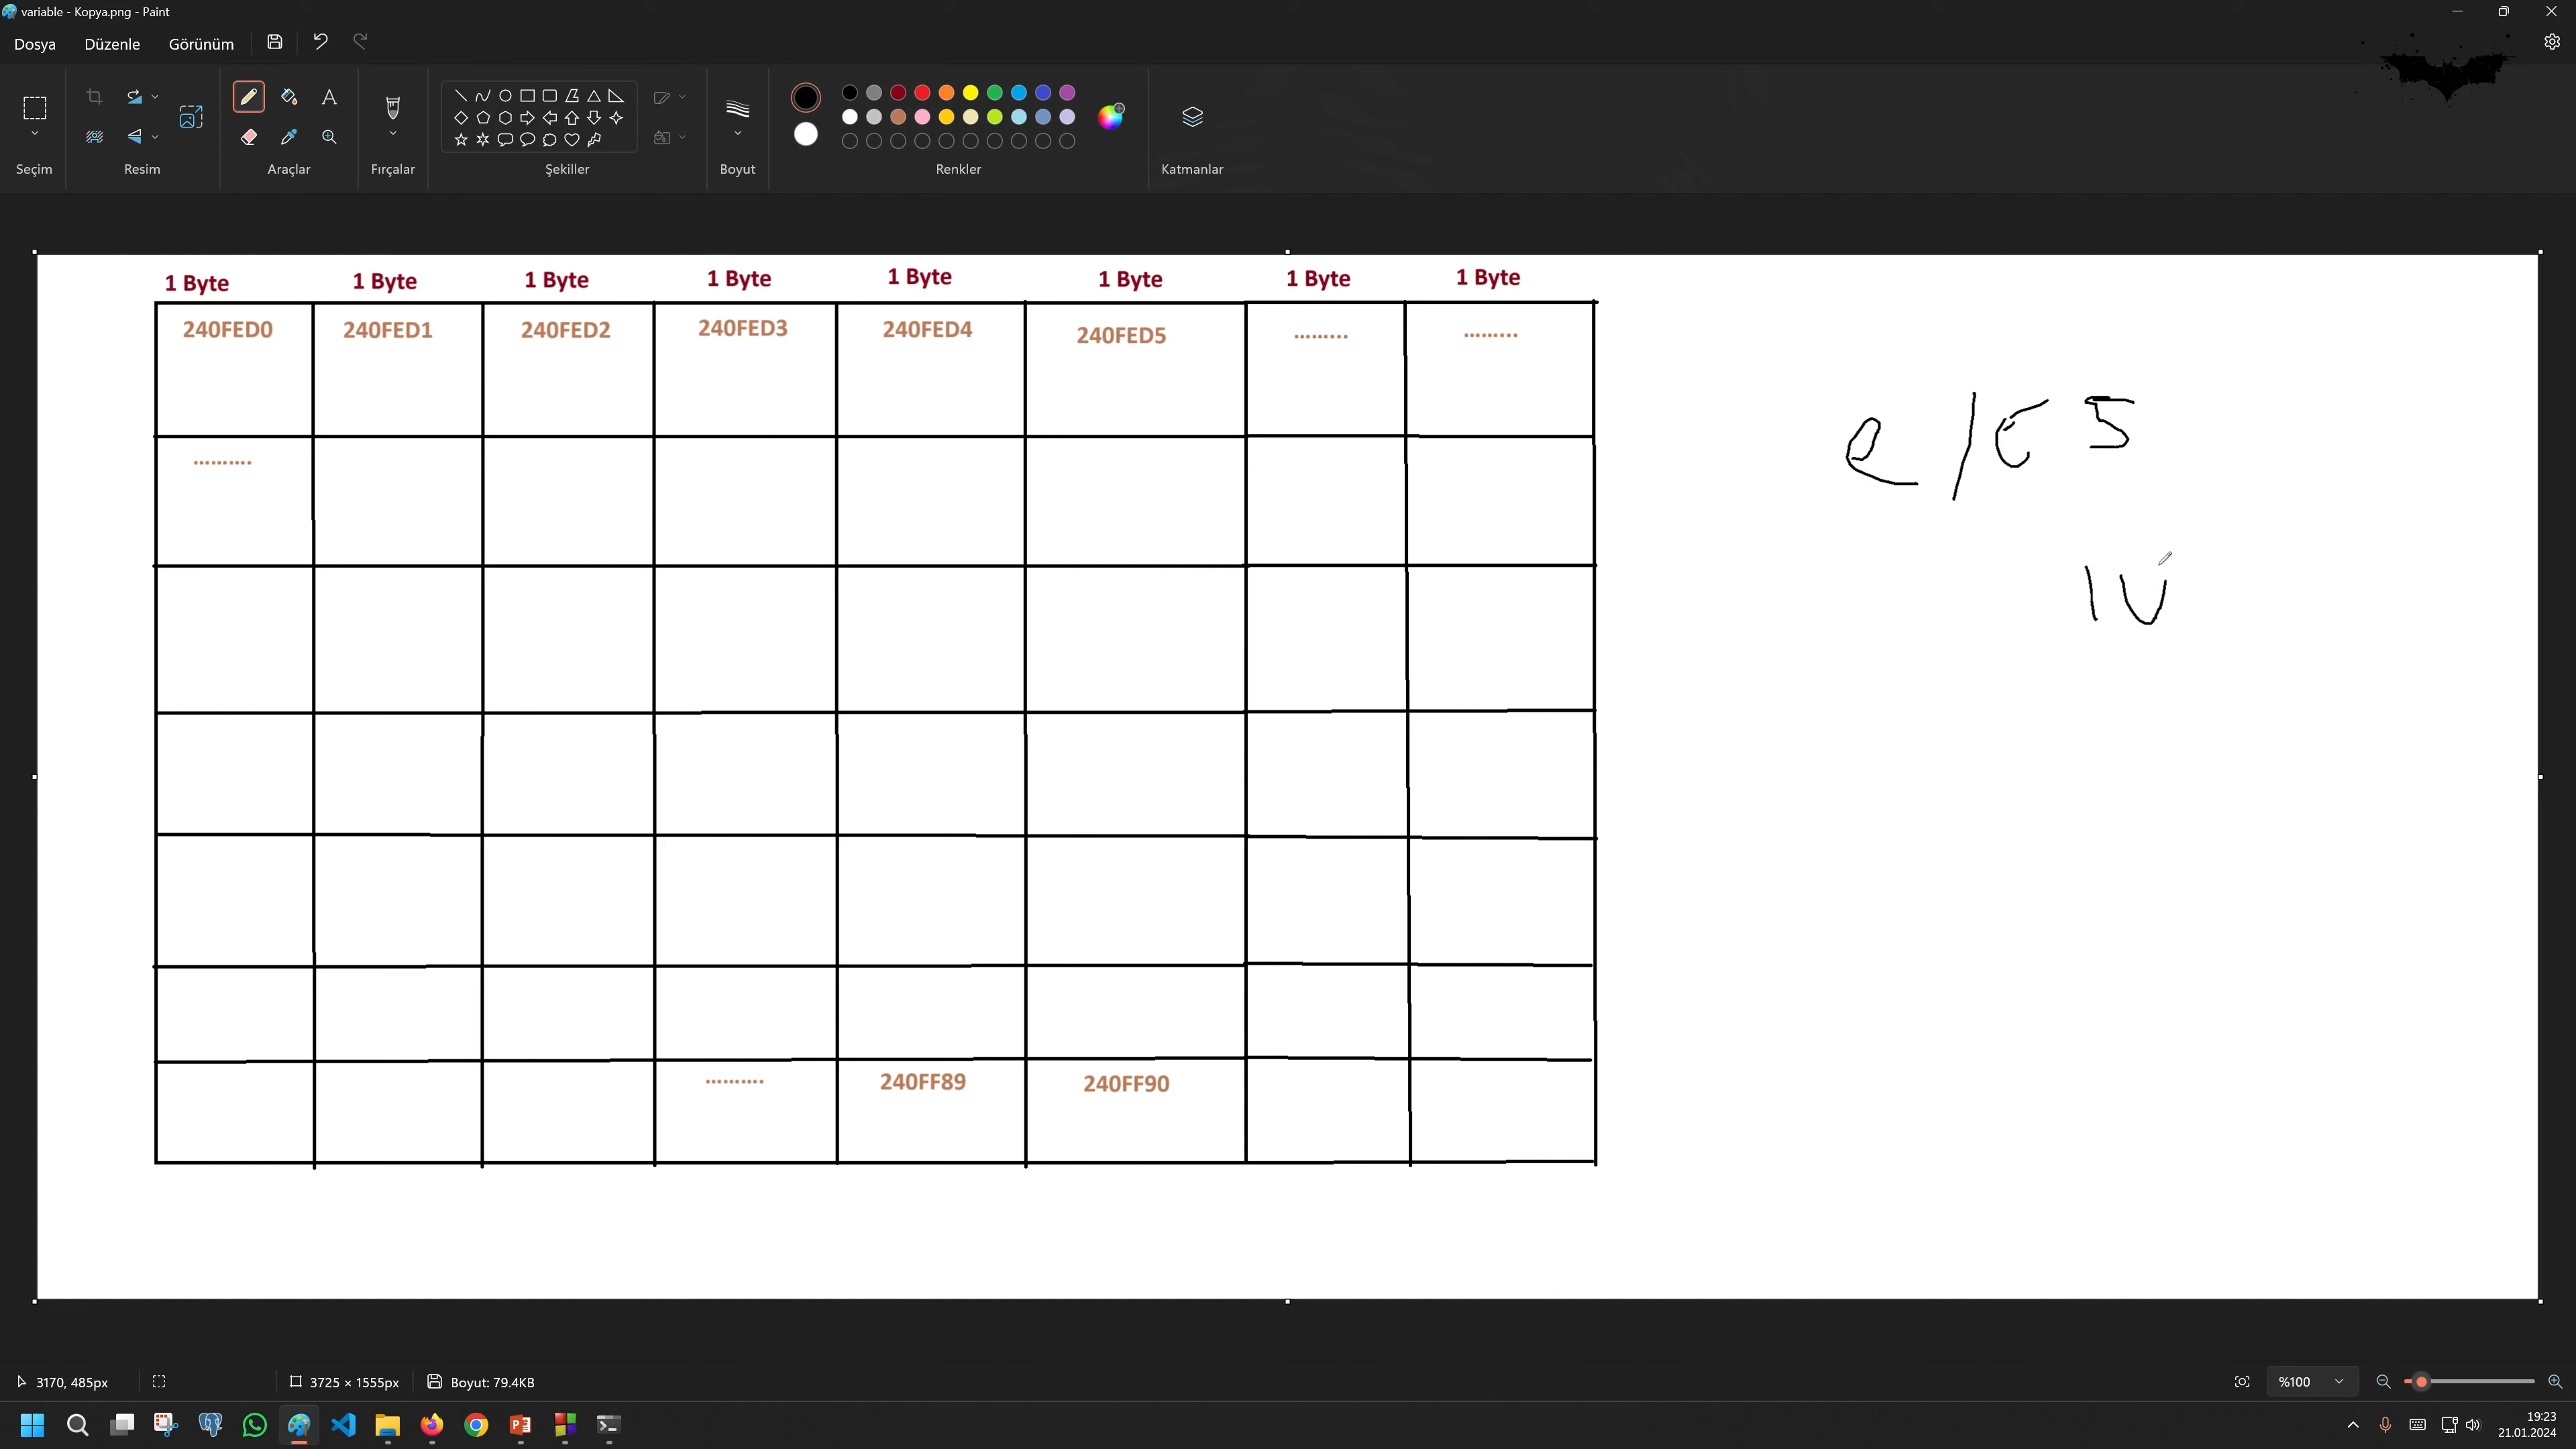 variable - Kopya.png - Paint
Dosya Düzenle Görünüm
Seçim Resim Araçlar Fırçalar Şekiller Boyut Renkler Katmanlar
1 Byte 1 Byte 1 Byte 1 Byte 1 Byte 1 Byte 1 Byte 1 Byte
240FED0 240FED1 240FED2 240FED3 240FED4 240FED5 ......... .........
..........
.......... 240FF89 240FF90
5
3170, 485px 3725 × 1555px Boyut: 79.4KB %100
19:23
21.01.2024